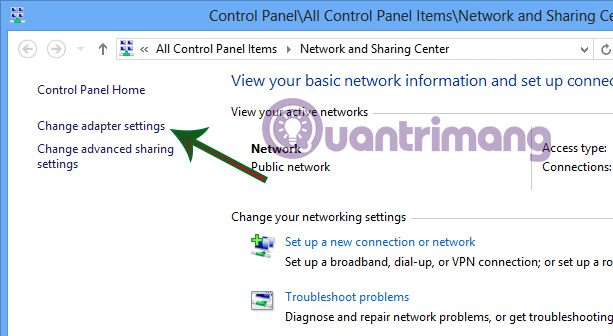 Control Panel\All Control Panel Items\Network and Sharing Ce
All Control Panel Items
Network and Sharing Center
Control Panel Home
Change adapter settings
Change advanced sharing
settings
View your basic network information and set up connec
View your active networks
uantrimang
Network
Public network
Access type:
Connections:
Change your networking settings
Set up a new connection or network
Set up a broadband, dial-up, or VPN connection; or set up a ro
Troubleshoot problems
Diagnose and repair network problems, or get troubleshooting